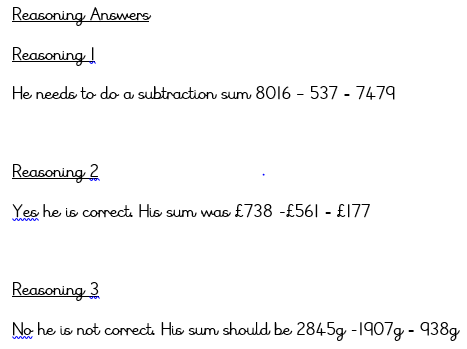 Reasoning Answers
Reasoning 1
He needs to do a subtraction sum 8016 - 537 = 7479
Reasoning 2
Yes he is correct. His sum was £738 -£561 = £177
Reasoning 3
No he is not correct. His sum should be 2845g -1907g = 938g